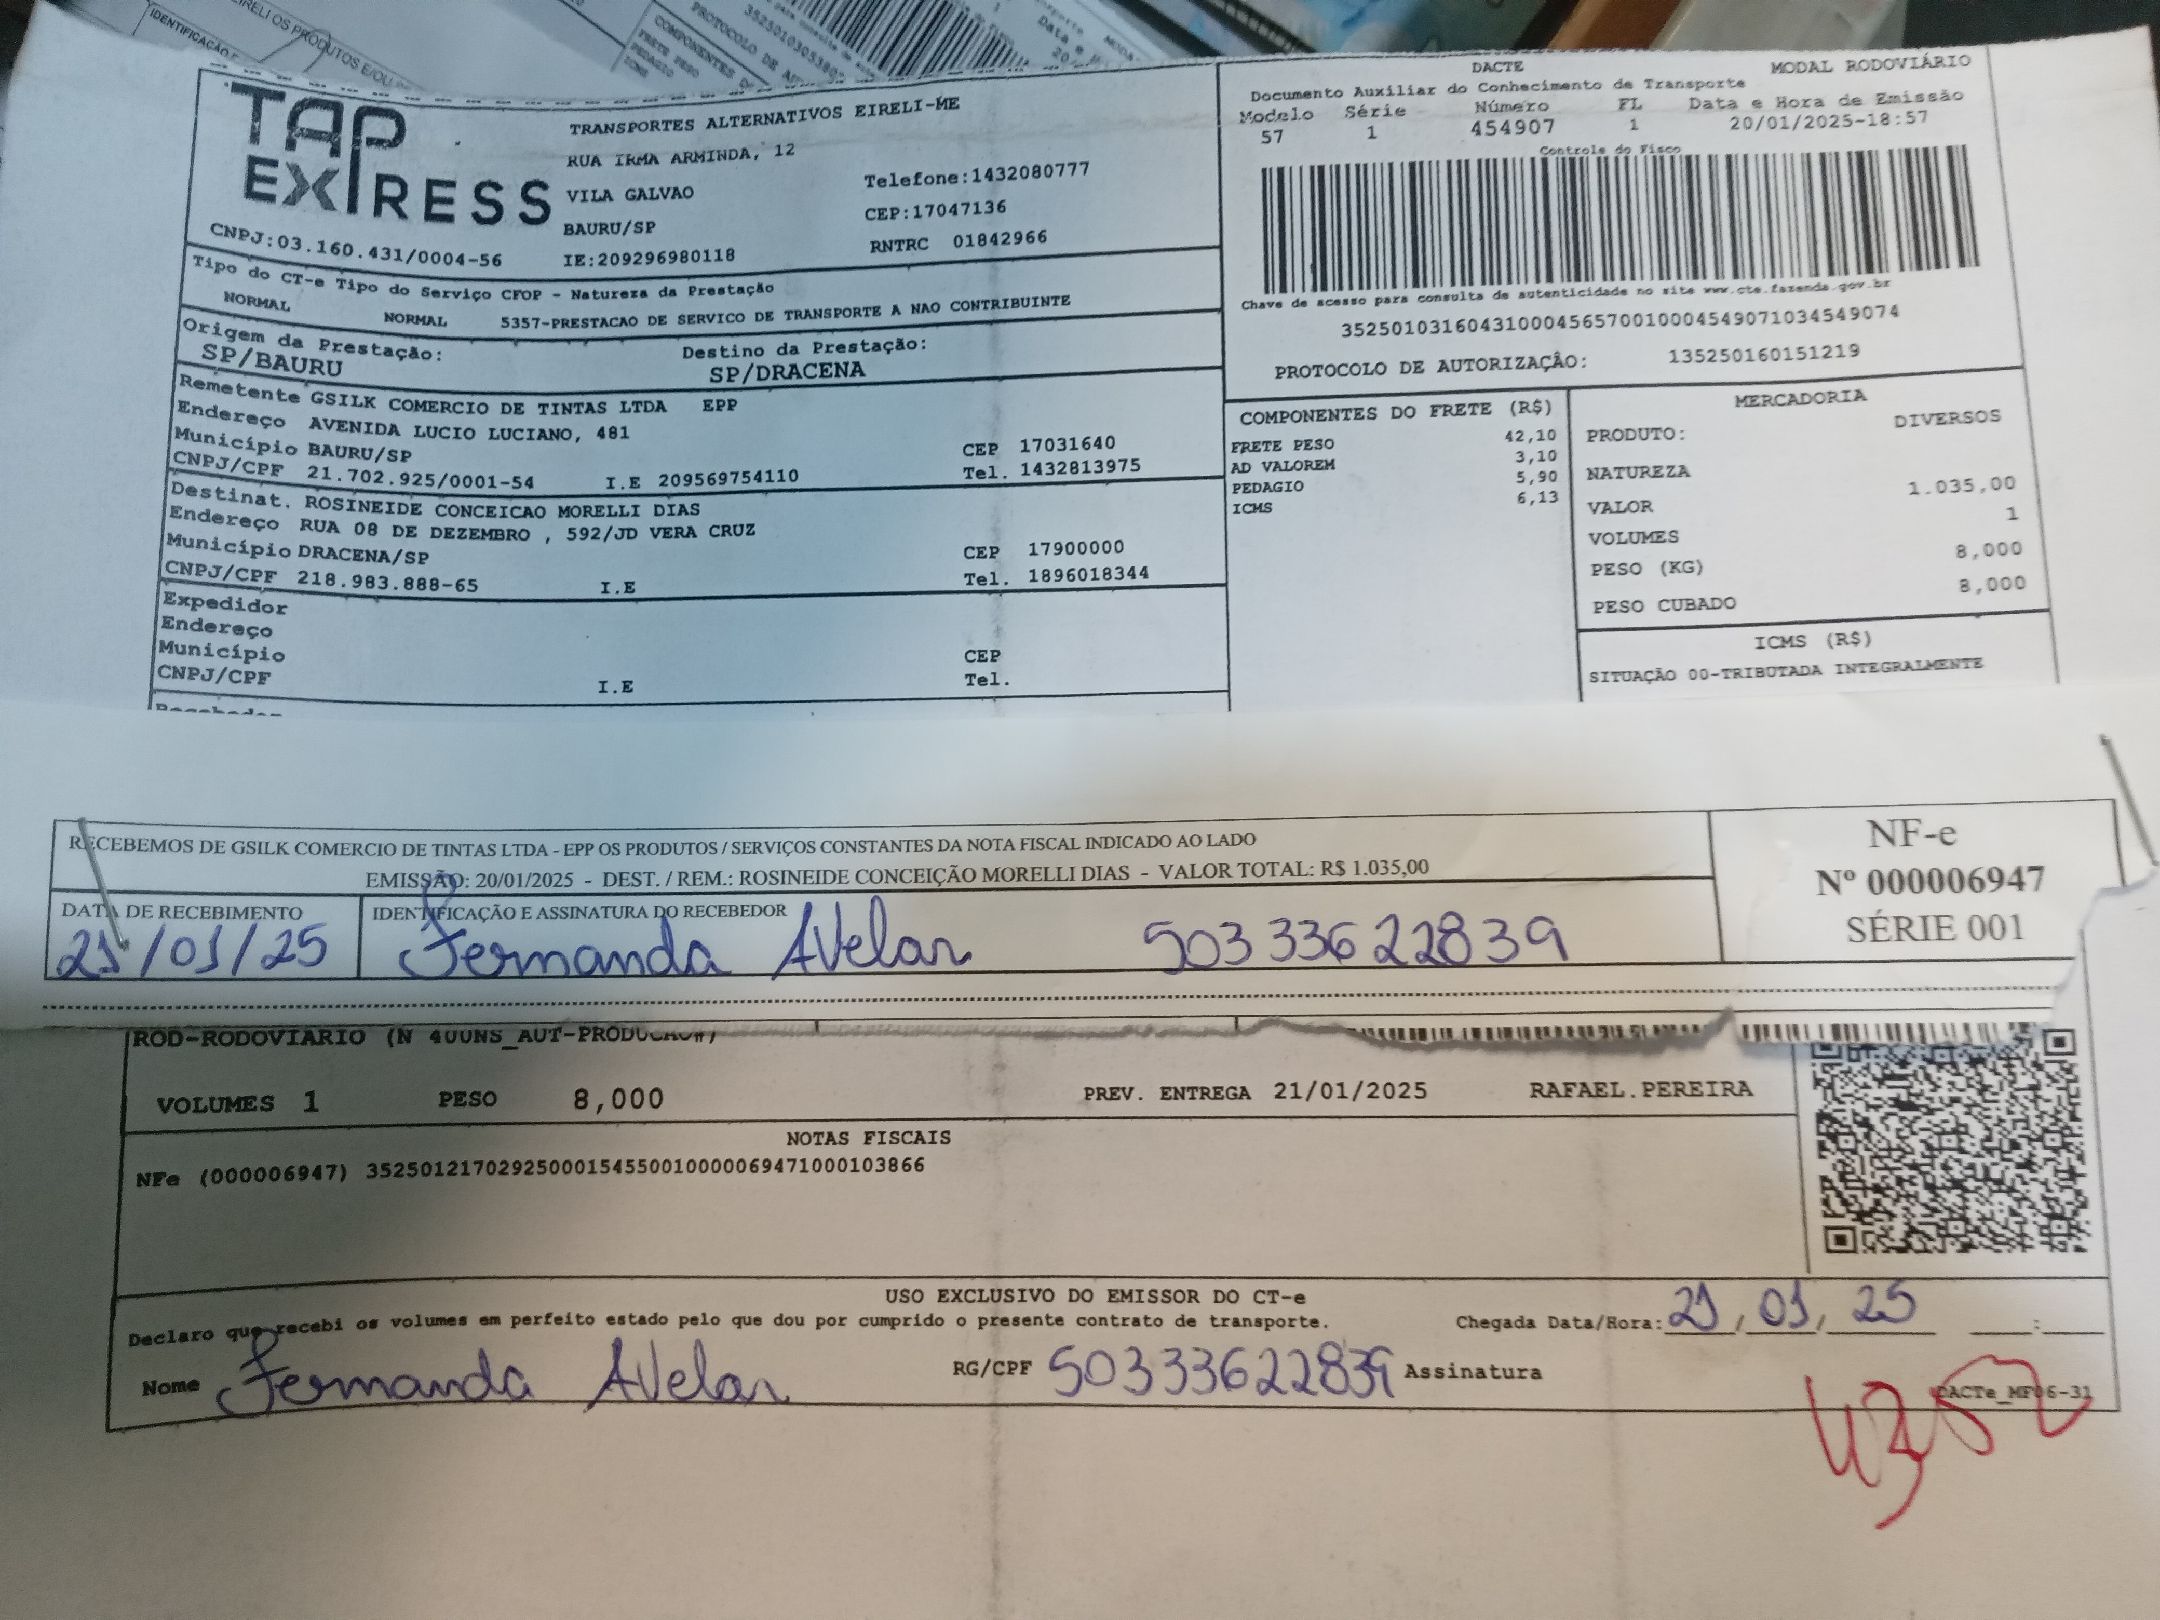 TAP
EXPRESS
CNPJ:03.160.431/0004-56
TRANSPORTES ALTERNATIVOS EIRELI-ME
RUA IRMA ARMINDA, 12
VILA GALVAO
BAURU/SP
IE:209296980118
Telefone:1432080777
CEP:17047136
RNTRC 01842966
DACTE
MODAL RODOVIÁRIO
Documento Auxiliar do Conhecimento de Transporte
Modelo Série Número FL Data e Hora de Emissão
57 1 454907 1 20/01/2025-18:57
Controle do Fisco
Chave de acesso para consulta de autenticidade no site www.cte.fazenda.gov.br
35250103160431000456570010004549071034549074
PROTOCOLO DE AUTORIZAÇÃO: 135250160151219
Tipo do CT-e Tipo do Serviço CFOP - Natureza da Prestação
NORMAL NORMAL 5357-PRESTACAO DE SERVICO DE TRANSPORTE A NAO CONTRIBUINTE
Origem da Prestação: Destino da Prestação:
SP/BAURU SP/DRACENA
Remetente GSILK COMERCIO DE TINTAS LTDA EPP
Endereço AVENIDA LUCIO LUCIANO, 481
Município BAURU/SP CEP 17031640
CNPJ/CPF 21.702.925/0001-54 I.E 209569754110 Tel. 1432813975
Destinat. ROSINEIDE CONCEICAO MORELLI DIAS
Endereço RUA 08 DE DEZEMBRO , 592/JD VERA CRUZ
Município DRACENA/SP CEP 17900000
CNPJ/CPF 218.983.888-65 I.E Tel. 1896018344
Expedidor
Endereço
Município CEP
CNPJ/CPF I.E Tel.
COMPONENTES DO FRETE (R$)
FRETE PESO 42,10
AD VALOREM 3,10
PEDAGIO 5,90
ICMS 6,13
MERCADORIA
PRODUTO: DIVERSOS
NATUREZA
VALOR 1.035,00
VOLUMES 1
PESO (KG) 8,000
PESO CUBADO 8,000
ICMS (R$)
SITUAÇÃO 00-TRIBUTADA INTEGRALMENTE
RECEBEMOS DE GSILK COMERCIO DE TINTAS LTDA - EPP OS PRODUTOS / SERVIÇOS CONSTANTES DA NOTA FISCAL INDICADO AO LADO
EMISSÃO: 20/01/2025 - DEST. / REM.: ROSINEIDE CONCEIÇÃO MORELLI DIAS - VALOR TOTAL: R$ 1.035,00
DATA DE RECEBIMENTO IDENTIFICAÇÃO E ASSINATURA DO RECEBEDOR
21/01/25 Fernanda Avelar 50333622839
NF-e
Nº 000006947
SÉRIE 001
ROD-RODOVIARIO
VOLUMES 1 PESO 8,000 PREV. ENTREGA 21/01/2025 RAFAEL.PEREIRA
NOTAS FISCAIS
NFe (000006947) 35250121702925000154550010000069471000103866
USO EXCLUSIVO DO EMISSOR DO CT-e
Declaro que recebi os volumes em perfeito estado pelo que dou por cumprido o presente contrato de transporte. Chegada Data/Hora: 21/01/25 :
Nome Fernanda Avelar RG/CPF 50333622839 Assinatura
DACTe_MF06-31